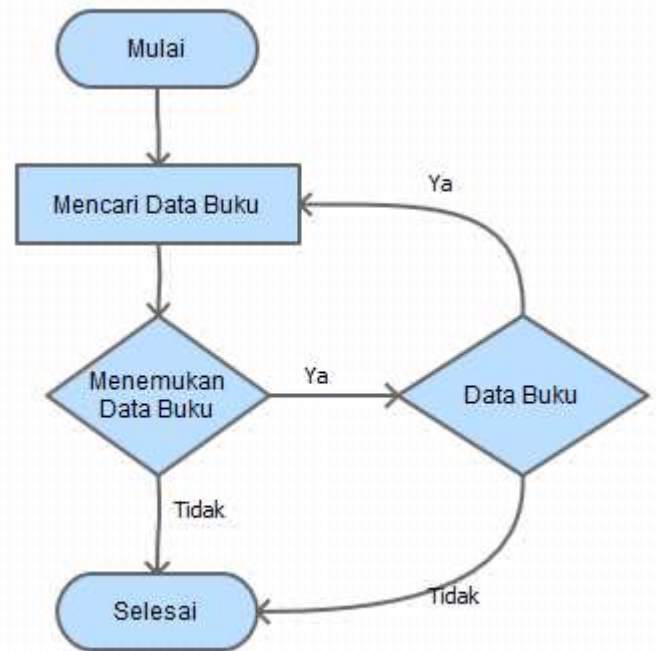 Mulai
Mencari Data Buku
Ya
Menemukan
Data Buku
Ya
Data Buku
Tidak
Tidak
Selesai